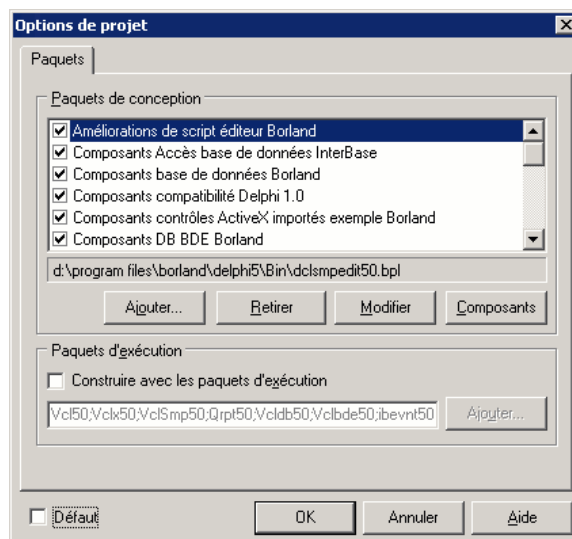 Options de projet
Paquets
Paquets de conception
Améliorations de script éditeur Borland
Composants Accès base de données InterBase
Composants base de données Borland
Composants compatibilité Delphi 1.0
Composants contrôles ActiveX importés exemple Borland
Composants DB BDE Borland
d:\program files\borland\delphi5\Bin\dclsmpedit50.bpl
Ajouter... Retirer Modifier Composants
Paquets d'exécution
Construire avec les paquets d'exécution
Vcl50;Vclx50;VclSmp50;Qrpt50;Vcldb50;Vclbde50;ibevnt50 Ajouter...
Défaut OK Annuler Aide